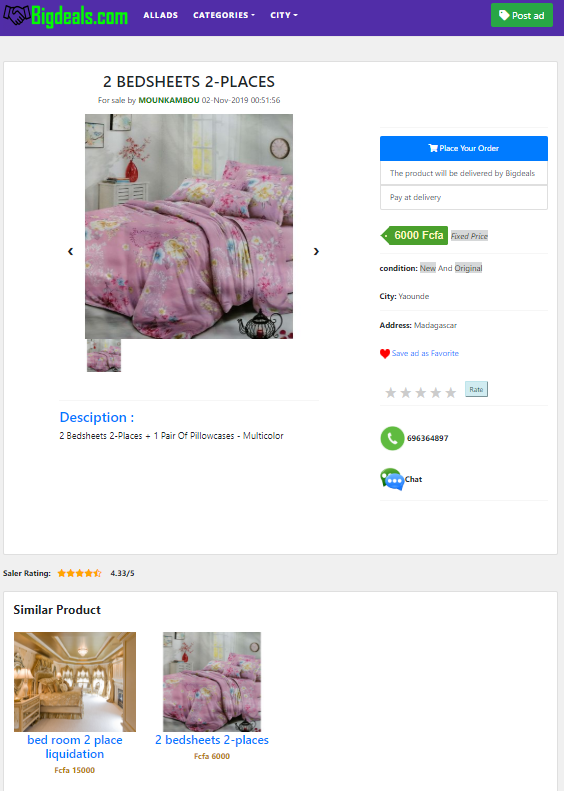 Bigdeals.com
ALLADS
CATEGORIES
CITY
Post ad
2 BEDSHEETS 2-PLACES
For sale by MOUNKAMBOU 02-Nov-2019 00:51:56
Place Your Order
The product will be delivered by Bigdeals
Pay at delivery
6000 Fcfa Fixed Price
condition: New And Original
City: Yaounde
Address: Madagascar
Save ad as Favorite
Rate
696364897
Chat
Desciption :
2 Bedsheets 2-Places + 1 Pair Of Pillowcases - Multicolor
Saler Rating: 4.33/5
Similar Product
bed room 2 place
liquidation
Fcfa 15000
2 bedsheets 2-places
Fcfa 6000